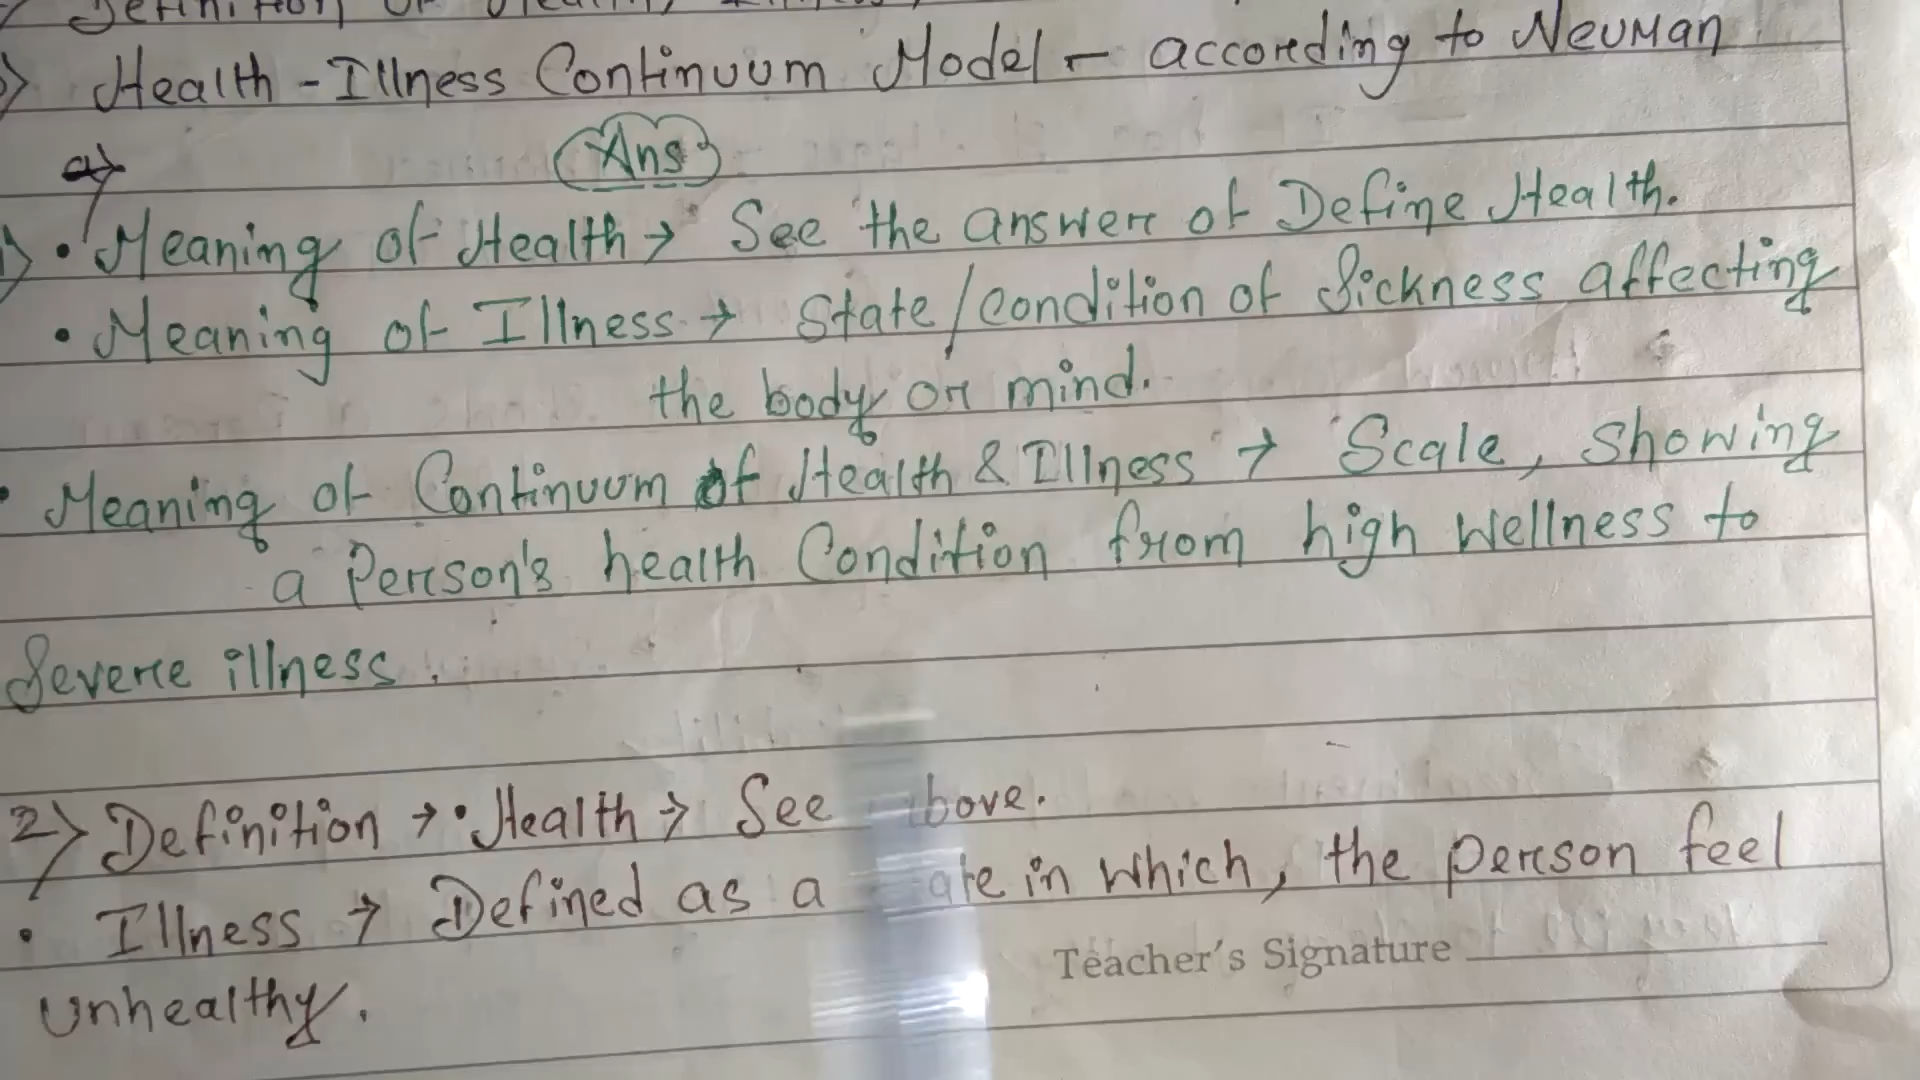 Health-Illness Continuum Model - according to Neuman
a)
Ans
1) • Meaning of Health → See the answer of Define Health.
• Meaning of Illness → State/condition of Sickness affecting
the body or mind.
• Meaning of Continuum of Health & Illness → Scale, showing
a Person's health Condition from high Wellness to
Severe illness.
2) Definition → • Health → See bove.
• Illness → Defined as a ate in which, the person feel
Teacher's Signature
Unhealthy.